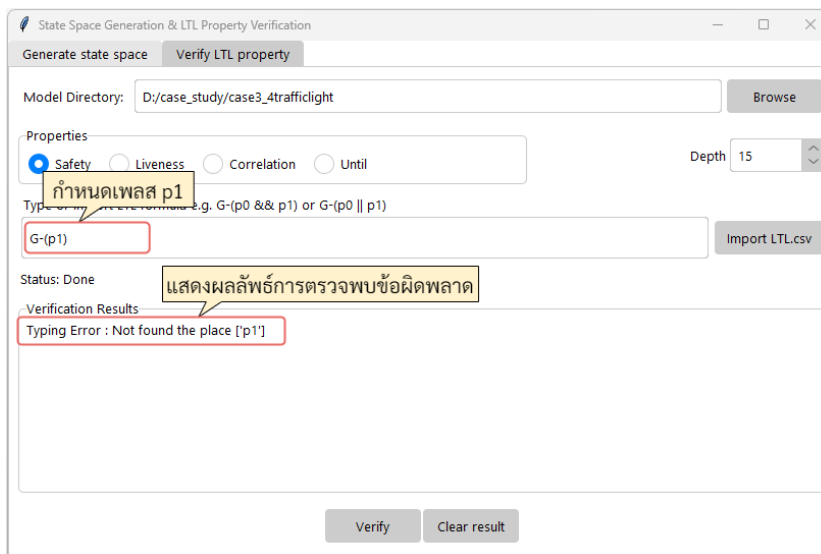 State Space Generation & LTL Property Verification
Generate state space Verify LTL property
Model Directory: D:/case_study/case3_4trafficlight Browse
Properties
Safety Liveness Correlation Until Depth 15
กำหนดเพลส p1
Type or import LTL formula e.g. G-(p0 && p1) or G-(p0 || p1)
G-(p1) Import LTL.csv
Status: Done
แสดงผลลัพธ์การตรวจพบข้อผิดพลาด
Verification Results
Typing Error : Not found the place ['p1']
Verify Clear result